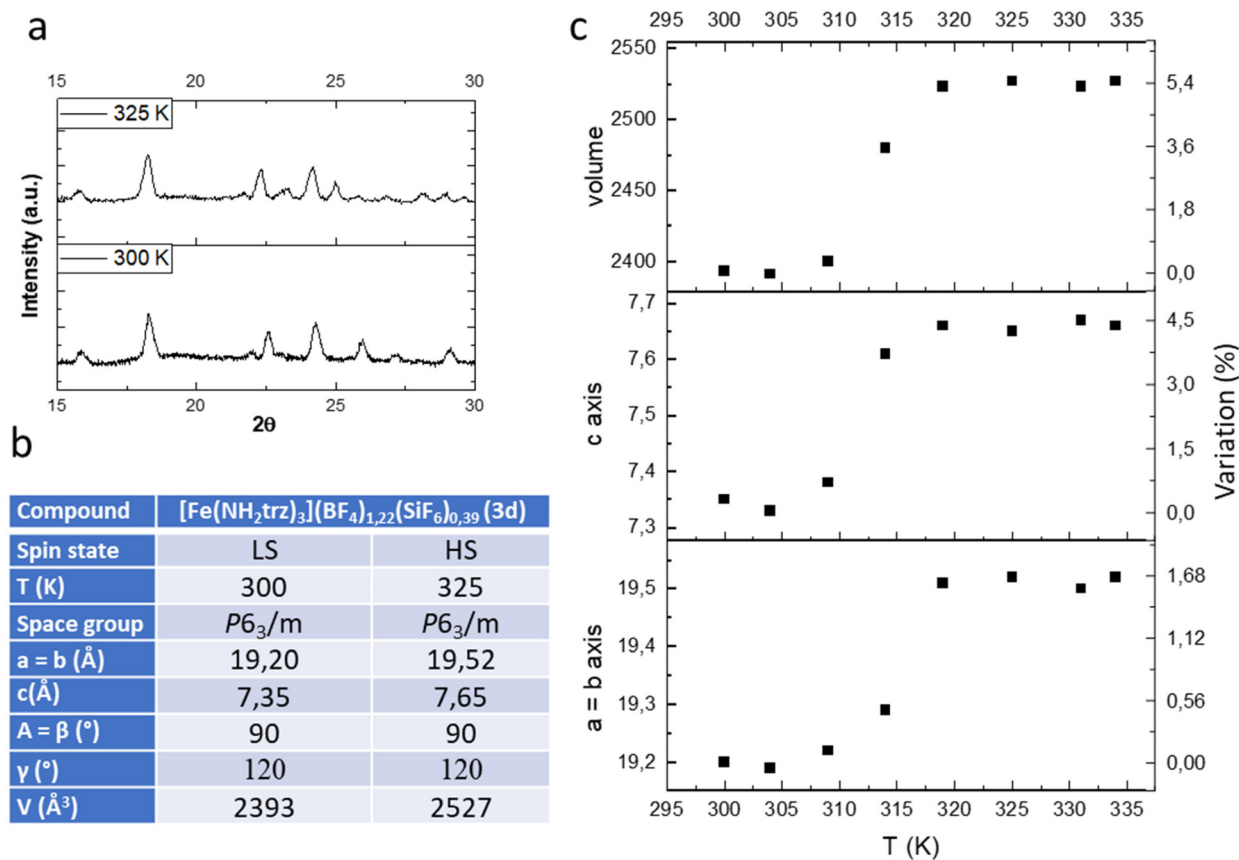 a
15 20 25 30
325 K
300 K
Intensity (a.u.)
15 20 25 30
2θ
b
Compound [Fe(NH₂trz)₃](BF₄)₁,₂₂(SiF₆)₀,₃₉ (3d)
Spin state LS HS
T (K) 300 325
Space group P6₃/m P6₃/m
a = b (Å) 19,20 19,52
c(Å) 7,35 7,65
A = β (°) 90 90
γ (°) 120 120
V (Å³) 2393 2527
c
295 300 305 310 315 320 325 330 335
2550
2500
2450
2400
volume
5,4
3,6
1,8
0,0
7,7
7,6
7,5
7,4
7,3
c axis
4,5
3,0
1,5
0,0
Variation (%)
19,5
19,4
19,3
19,2
a = b axis
1,68
1,12
0,56
0,00
295 300 305 310 315 320 325 330 335
T (K)